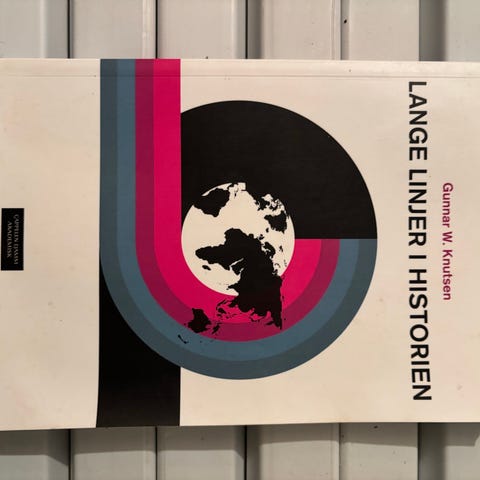 Gunnar W. Knutsen
LANGE LINJER I HISTORIEN
CAPPELEN DAMM
AKADEMISK